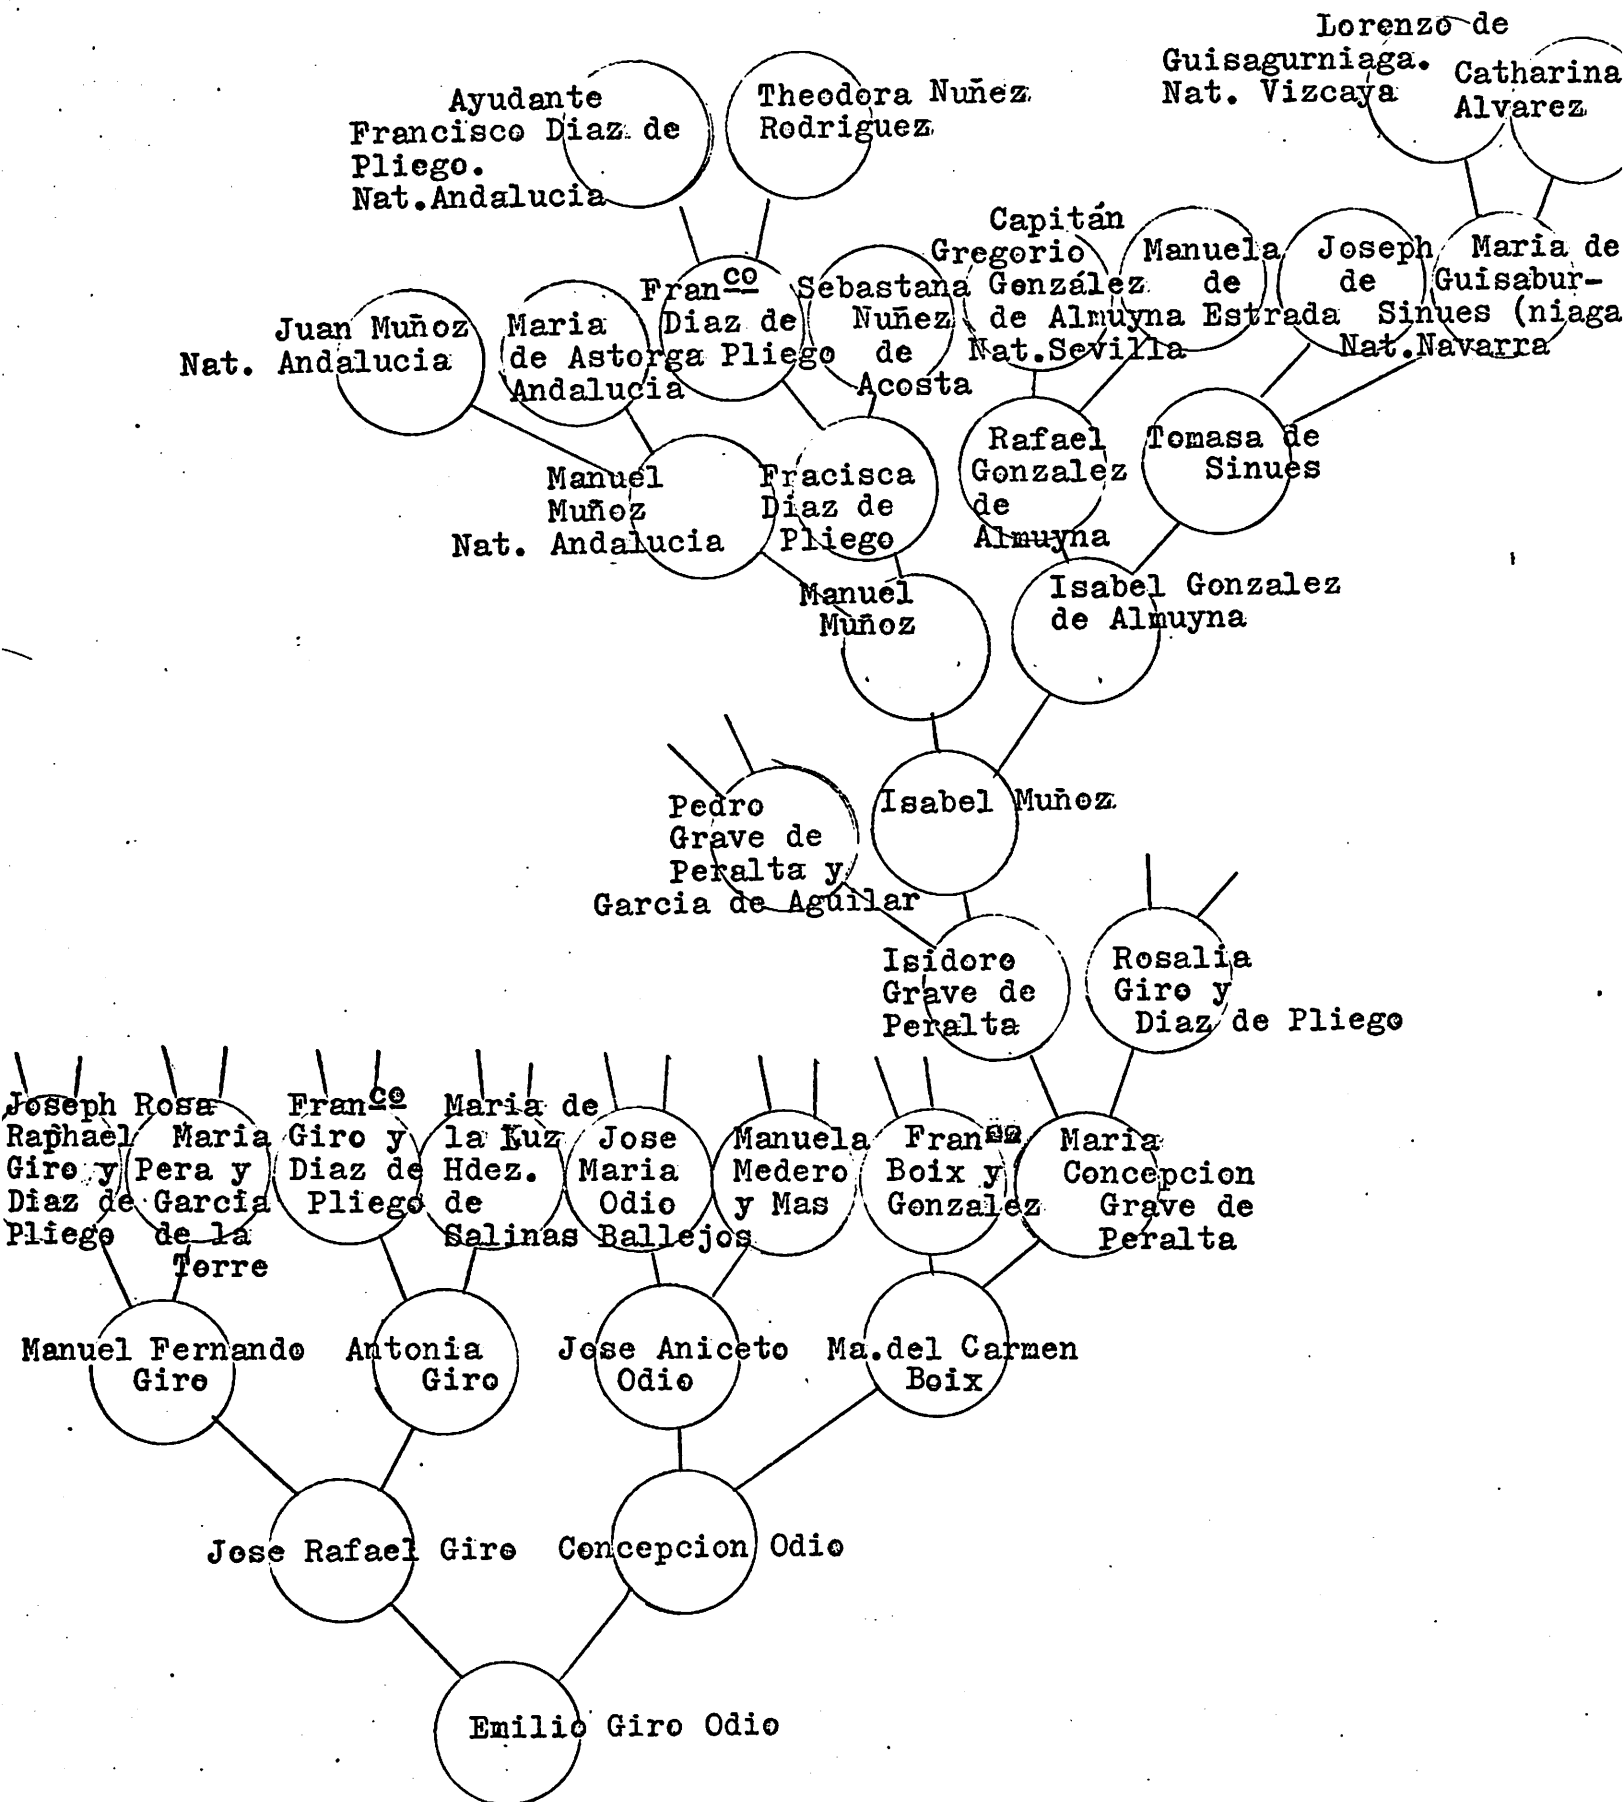 Lorenzo de
Guisagurniaga.
Nat. Vizcaya
Catharina
Alvarez
Ayudante
Francisco Diaz de
Pliego.
Nat.Andalucia
Theodora Nuñez
Rodriguez
Juan Muñoz
Nat. Andalucia
Maria
de Astorga
Andalucia
Franco
Diaz de
Pliego
Sebastana
Nuñez
de
Acosta
Capitán
Gregorio
González
de Almuyna
Nat.Sevilla
Manuela
de
Estrada
Joseph
de
Sinues
Nat.Navarra
Maria de
Guisabur-
(niaga
Manuel
Muñoz
Nat. Andalucia
Fracisca
Diaz de
Pliego
Rafael
Gonzalez
de
Almuyna
Tomasa de
Sinues
Manuel
Muñoz
Isabel Gonzalez
de Almuyna
Pedro
Grave de
Peralta y
Garcia de Aguilar
Isabel Muñoz
Isidoro
Grave de
Peralta
Rosalia
Giro y
Diaz de Pliego
Joseph
Raphael
Giro y
Diaz de
Pliego
Rosa
Maria
Pera y
Garcia
de la
Torre
Franco
Giro y
Diaz de
Pliego
Maria de
la Luz
Hdez.
de
Salinas
Jose
Maria
Odio
Ballejos
Manuela
Medero
y Mas
Boix y
Gonzalez
Maria
Concepcion
Grave de
Peralta
Manuel Fernando
Giro
Antonia
Giro
Jose Aniceto
Odio
Ma.del Carmen
Boix
Jose Rafael Giro
Concepcion Odio
Emilio Giro Odio